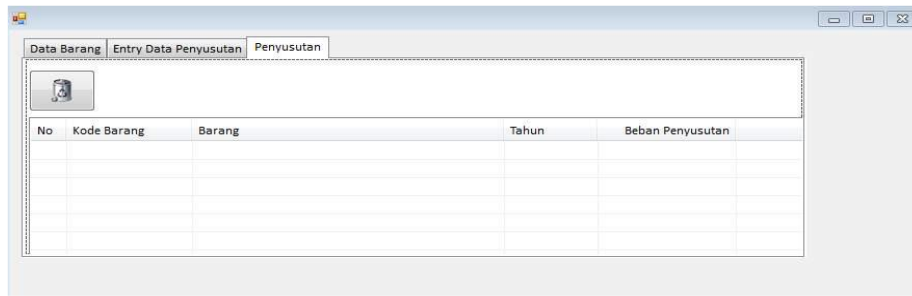 Data Barang Entry Data Penyusutan Penyusutan
No Kode Barang Barang Tahun Beban Penyusutan